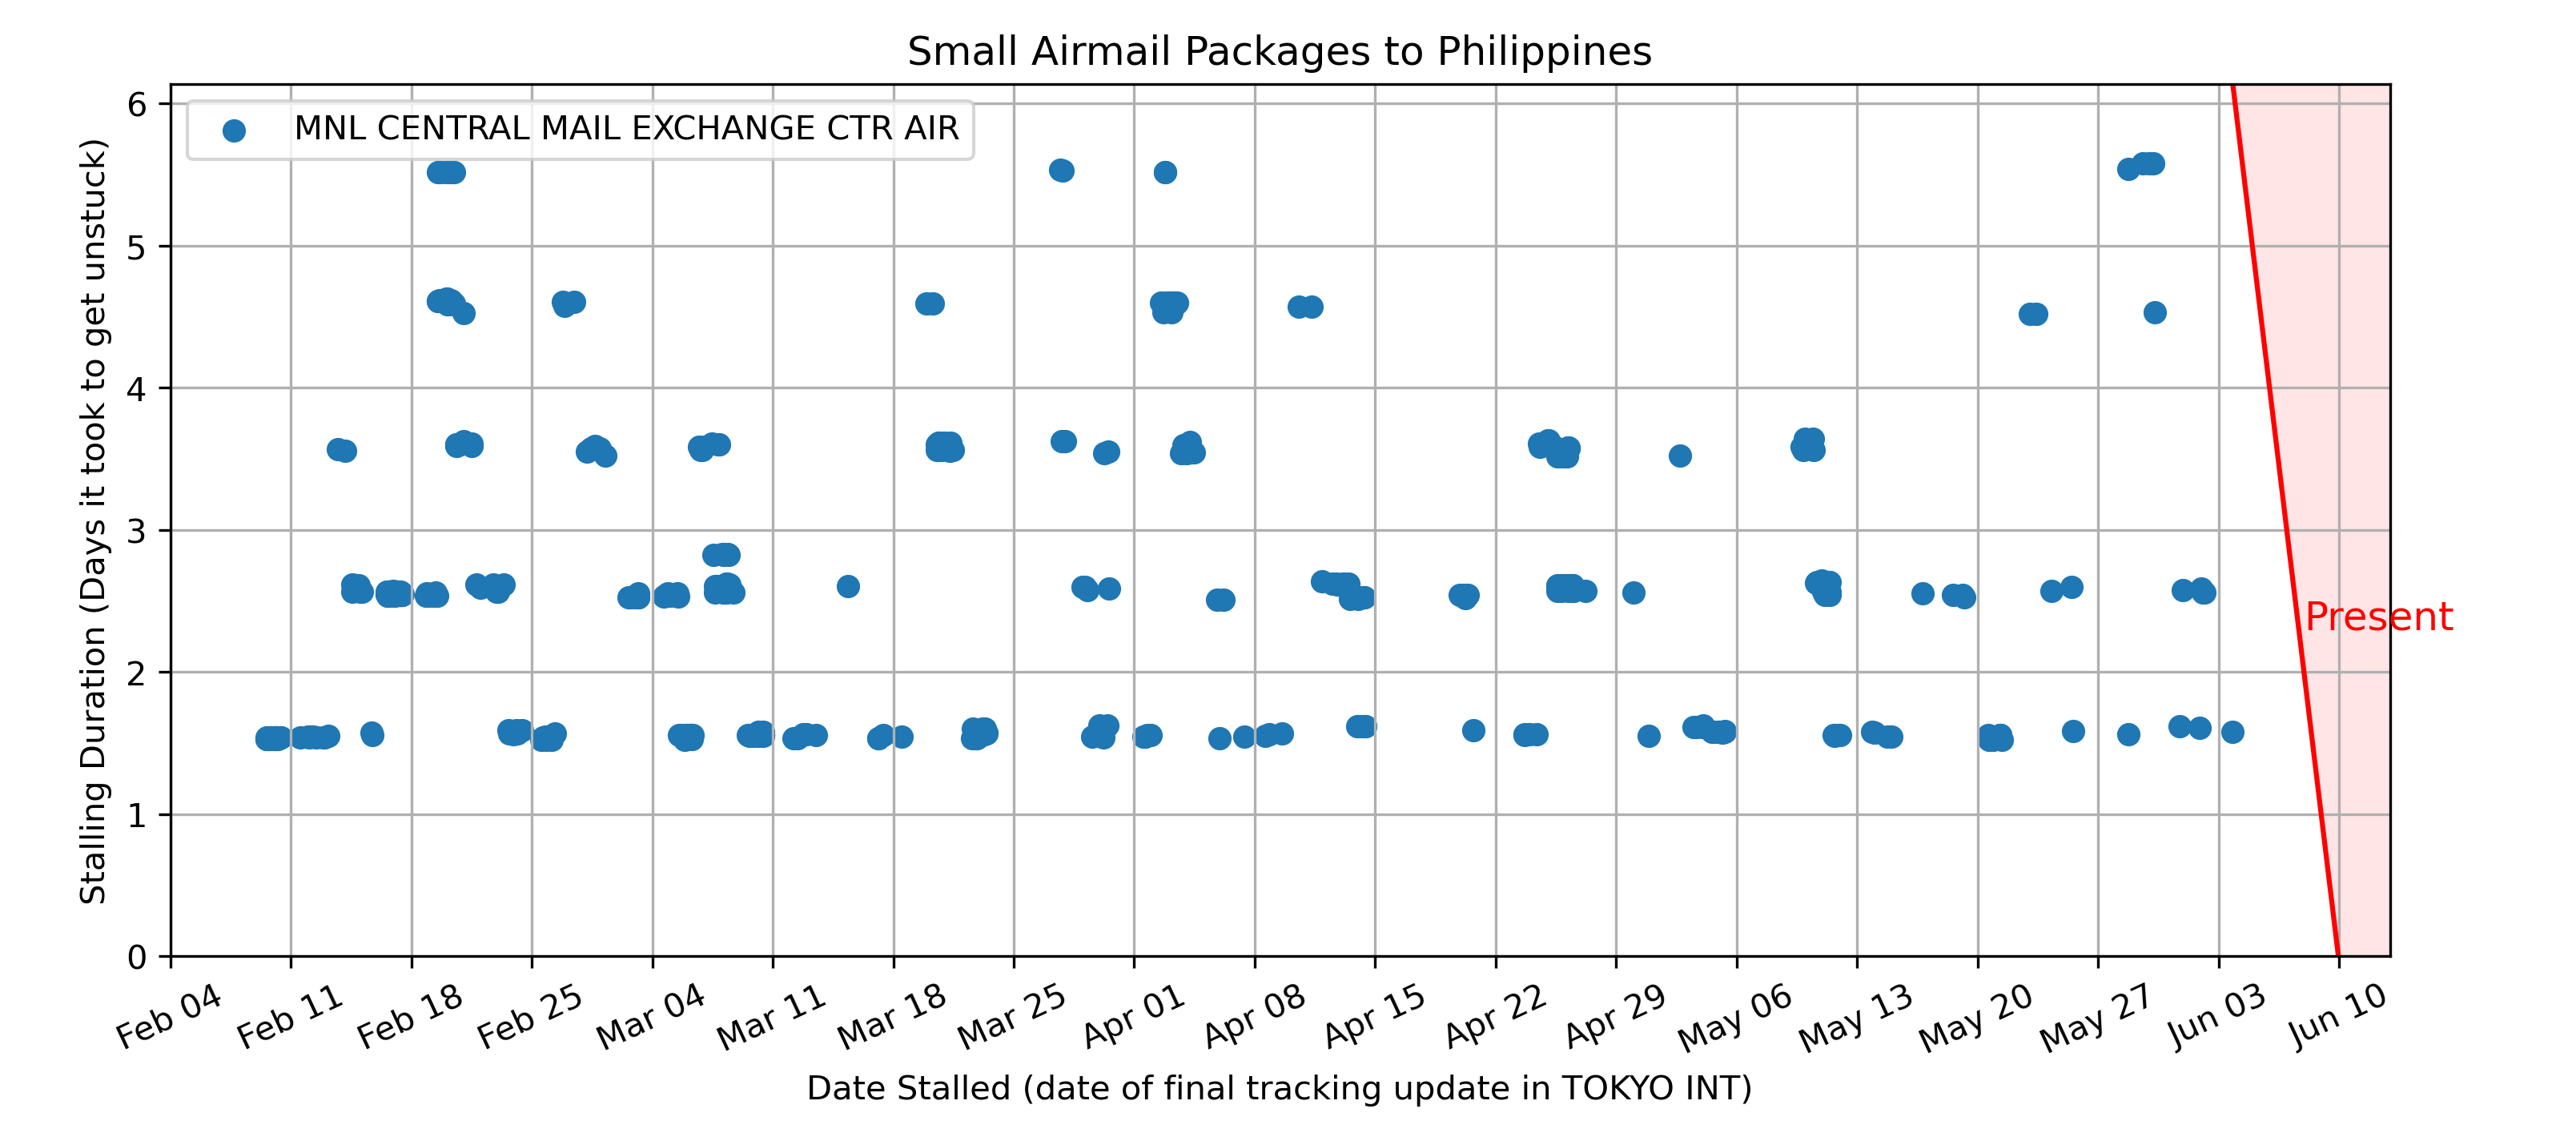 Small Airmail Packages to Philippines
MNL CENTRAL MAIL EXCHANGE CTR AIR
Stalling Duration (Days it took to get unstuck)
6
5
4
3
2
1
0
Present
Feb 04 Feb 11 Feb 18 Feb 25 Mar 04 Mar 11 Mar 18 Mar 25 Apr 01 Apr 08 Apr 15 Apr 22 Apr 29 May 06 May 13 May 20 May 27 Jun 03 Jun 10
Date Stalled (date of final tracking update in TOKYO INT)